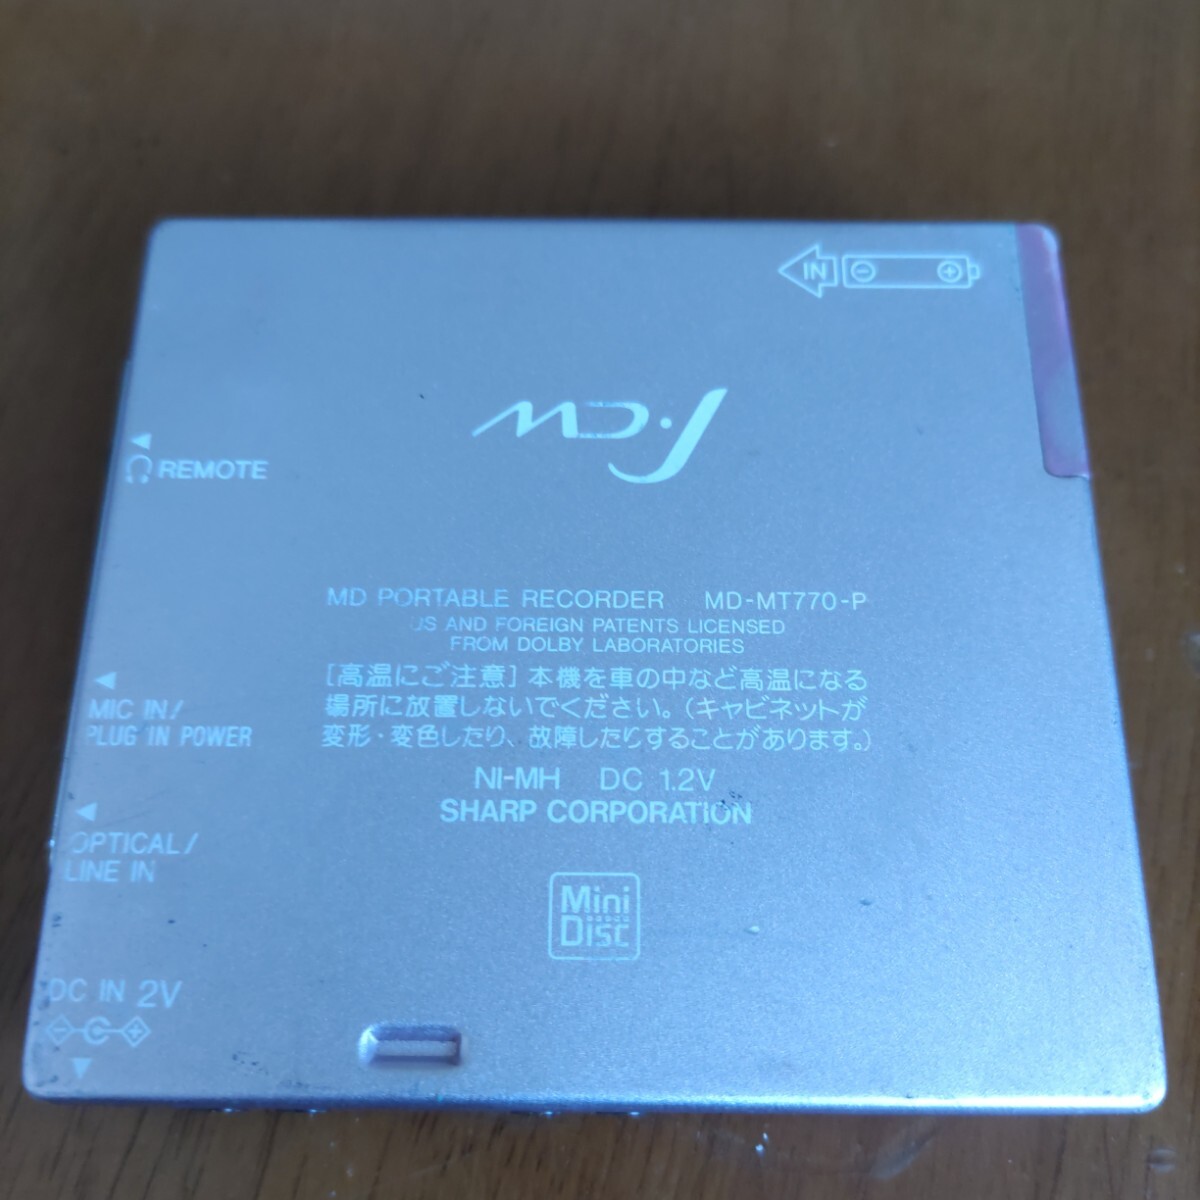 IN
REMOTE
MD PORTABLE RECORDER MD-MT770-P
US AND FOREIGN PATENTS LICENSED
FROM DOLBY LABORATORIES
[高温にご注意] 本機を車の中など高温になる
場所に放置しないでください。(キャビネットが
変形・変色したり、故障したりすることがあります。)
NI-MH DC 1.2V
SHARP CORPORATION
MIC IN/
PLUG IN POWER
OPTICAL/
LINE IN
Mini
Disc
DC IN 2V